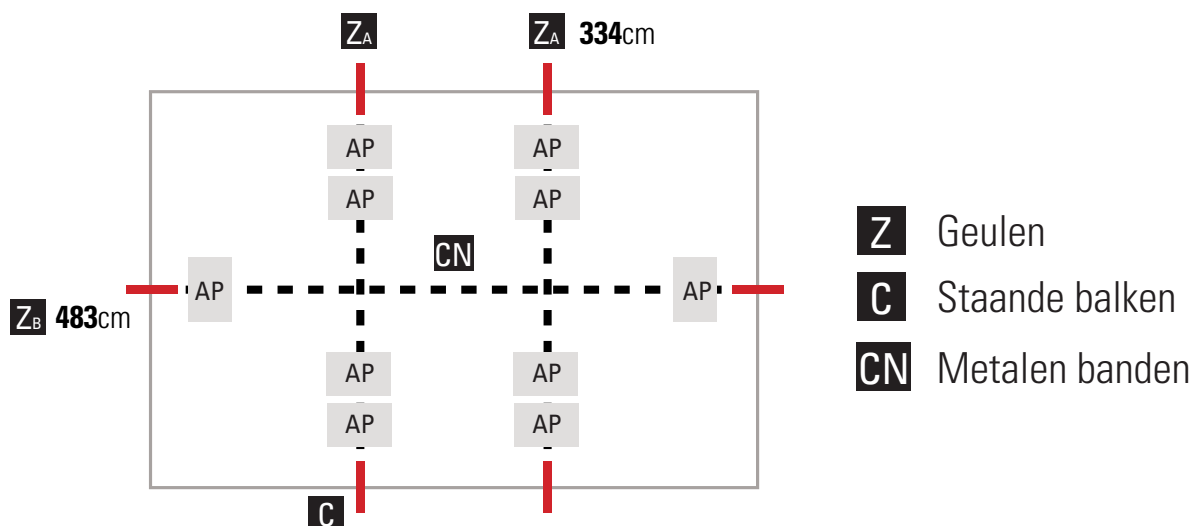 ZA ZA 334cm
AP AP
AP AP
CN
AP AP
ZB 483cm
AP AP
AP AP
C
Z Geulen
C Staande balken
CN Metalen banden